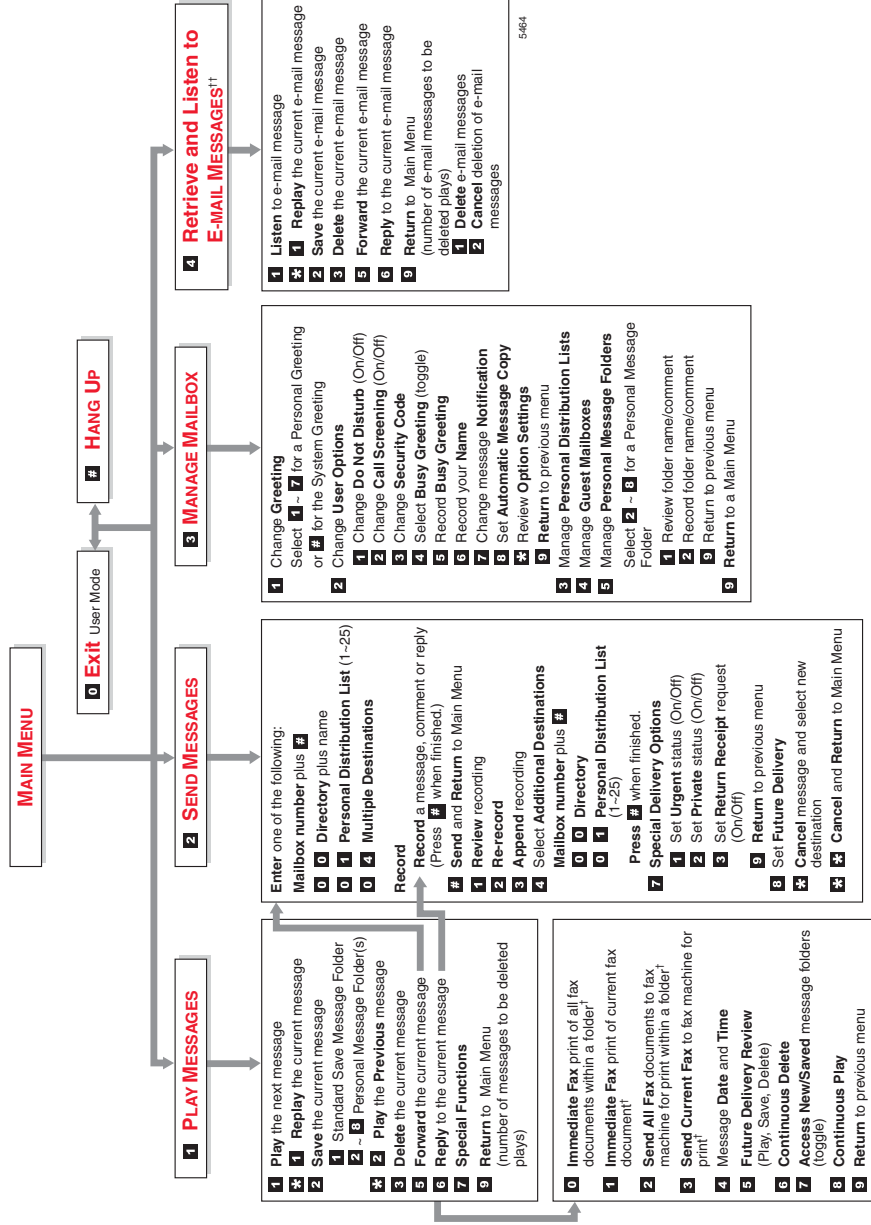 MAIN MENU
0 Exit User Mode
# HANG UP
1 PLAY MESSAGES
1 Play the next message
* 1 Replay the current message
2 Save the current message
1 Standard Save Message Folder
2 ~ 8 Personal Message Folder(s)
* 2 Play the Previous message
3 Delete the current message
5 Forward the current message
6 Reply to the current message
7 Special Functions
9 Return to Main Menu
(number of messages to be deleted
plays)
0 Immediate Fax print of all fax
documents within a folder†
1 Immediate Fax print of current fax
document†
2 Send All Fax documents to fax
machine for print within a folder†
3 Send Current Fax to fax machine for
print†
4 Message Date and Time
5 Future Delivery Review
(Play, Save, Delete)
6 Continuous Delete
7 Access New/Saved message folders
(toggle)
8 Continuous Play
9 Return to previous menu
2 SEND MESSAGES
Enter one of the following:
Mailbox number plus #
0 0 Directory plus name
0 1 Personal Distribution List (1~25)
0 4 Multiple Destinations
Record
Record a message, comment or reply
(Press # when finished.)
# Send and Return to Main Menu
1 Review recording
2 Re-record
3 Append recording
4 Select Additional Destinations
Mailbox number plus #
0 0 Directory
0 1 Personal Distribution List
(1~25)
Press # when finished.
7 Special Delivery Options
1 Set Urgent status (On/Off)
2 Set Private status (On/Off)
3 Set Return Receipt request
(On/Off)
9 Return to previous menu
8 Set Future Delivery
* Cancel message and select new
destination
* * Cancel and Return to Main Menu
3 MANAGE MAILBOX
1 Change Greeting
Select 1 ~ 7 for a Personal Greeting
or # for the System Greeting
2 Change User Options
1 Change Do Not Disturb (On/Off)
2 Change Call Screening (On/Off)
3 Change Security Code
4 Select Busy Greeting (toggle)
5 Record Busy Greeting
6 Record your Name
7 Change message Notification
8 Set Automatic Message Copy
* Review Option Settings
9 Return to previous menu
3 Manage Personal Distribution Lists
4 Manage Guest Mailboxes
5 Manage Personal Message Folders
Select 2 ~ 8 for a Personal Message
Folder
1 Review folder name/comment
2 Record folder name/comment
9 Return to previous menu
9 Return to a Main Menu
4 Retrieve and Listen to
E-MAIL MESSAGES††
1 Listen to e-mail message
* 1 Replay the current e-mail message
2 Save the current e-mail message
3 Delete the current e-mail message
5 Forward the current e-mail message
6 Reply to the current e-mail message
9 Return to Main Menu
(number of e-mail messages to be
deleted plays)
1 Delete e-mail messages
2 Cancel deletion of e-mail
messages
5464